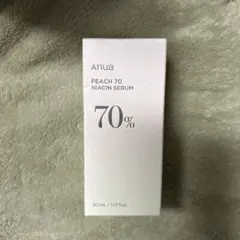 ANUA
PEACH 70
NIACIN SERUM
70%
30 mL / 1.01 fl.oz.